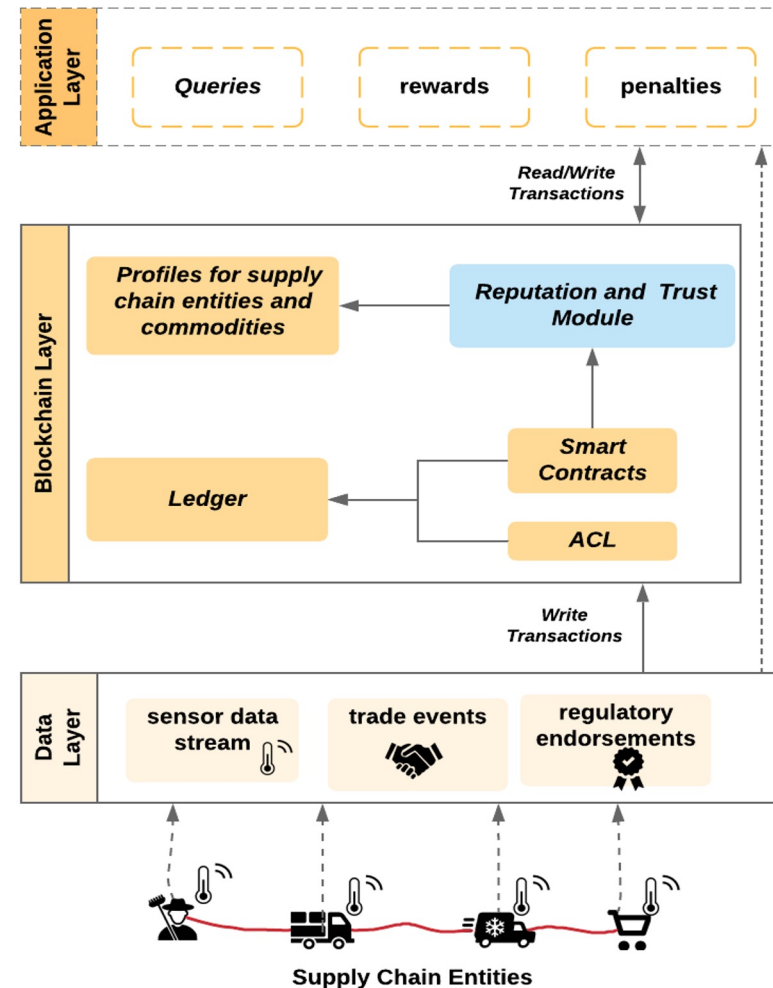 Application
Layer
Queries
rewards
penalties
Read/Write
Transactions
Blockchain Layer
Profiles for supply
chain entities and
commodities
Reputation and Trust
Module
Smart
Contracts
Ledger
ACL
Write
Transactions
Data
Layer
sensor data
stream
trade events
regulatory
endorsements
Supply Chain Entities